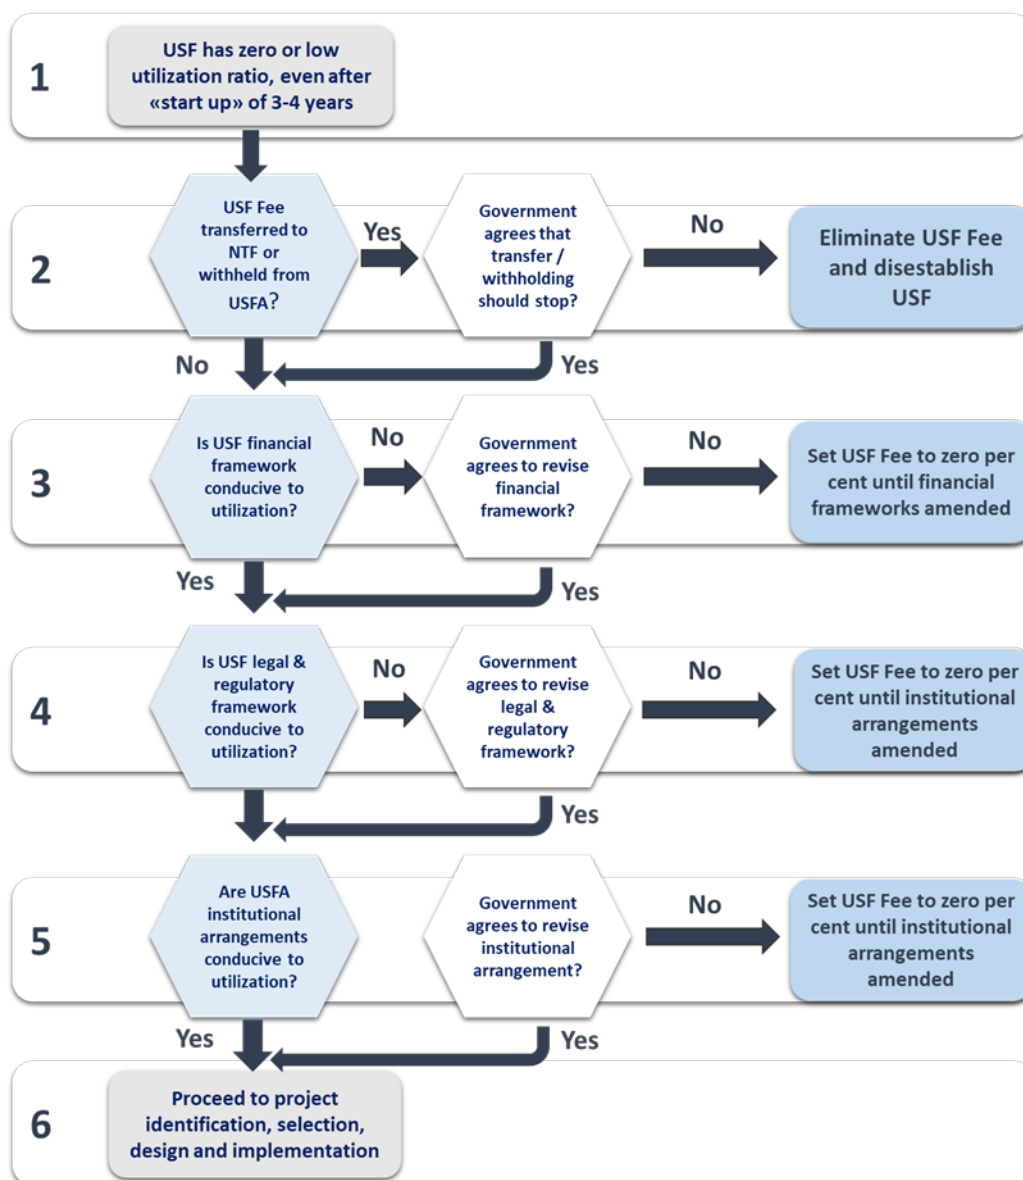 1
USF has zero or low
utilization ratio, even after
«start up» of 3-4 years
2
USF Fee
transferred to
NTF or
withheld from
USFA?
Yes
Government
agrees that
transfer /
withholding
should stop?
No
Eliminate USF Fee
and disestablish
USF
No
Yes
3
Is USF financial
framework
conducive to
utilization?
No
Government
agrees to revise
financial
framework?
No
Set USF Fee to zero per
cent until financial
frameworks amended
Yes
Yes
4
Is USF legal &
regulatory
framework
conducive to
utilization?
No
Government
agrees to revise
legal &
regulatory
framework?
No
Set USF Fee to zero per
cent until institutional
arrangements
amended
Yes
5
Are USFA
institutional
arrangements
conducive to
utilization?
Government
agrees to revise
institutional
arrangement?
No
Set USF Fee to zero per
cent until institutional
arrangements
amended
Yes
Yes
6
Proceed to project
identification, selection,
design and implementation